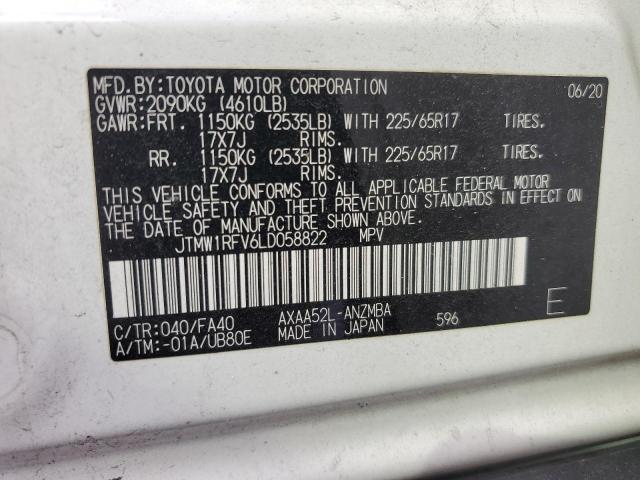 MFD.BY:TOYOTA MOTOR CORPORATION 06/20
GVWR:2090KG (4610LB)
GAWR:FRT. 1150KG (2535LB) WITH 225/65R17 TIRES.
17X7J RIMS.
RR. 1150KG (2535LB) WITH 225/65R17 TIRES.
17X7J RIMS.
THIS VEHICLE CONFORMS TO ALL APPLICABLE FEDERAL MOTOR
VEHICLE SAFETY AND THEFT PREVENTION STANDARDS IN EFFECT ON
THE DATE OF MANUFACTURE SHOWN ABOVE.
JTMW1RFV6LD058822 MPV
C/TR:040/FA40 AXAA52L-ANZMBA 596 E
A/TM:-01A/UB80E MADE IN JAPAN